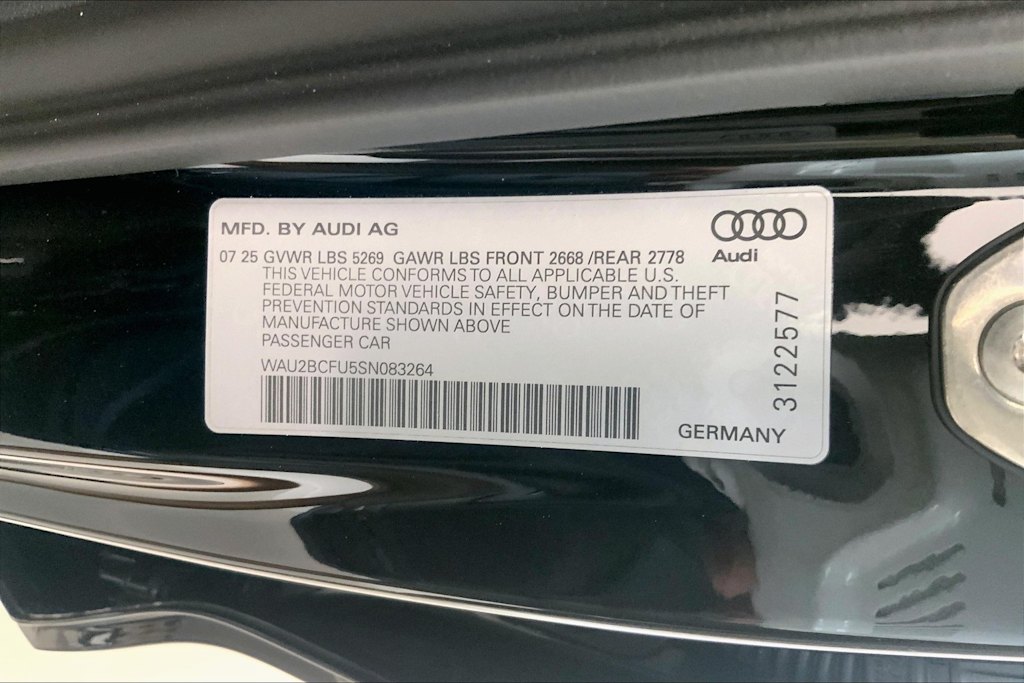 MFD. BY AUDI AG
Audi
07 25 GVWR LBS 5269 GAWR LBS FRONT 2668 /REAR 2778
THIS VEHICLE CONFORMS TO ALL APPLICABLE U.S.
FEDERAL MOTOR VEHICLE SAFETY, BUMPER AND THEFT
PREVENTION STANDARDS IN EFFECT ON THE DATE OF
MANUFACTURE SHOWN ABOVE
PASSENGER CAR
WAU2BCFU5SN083264
3122577
GERMANY